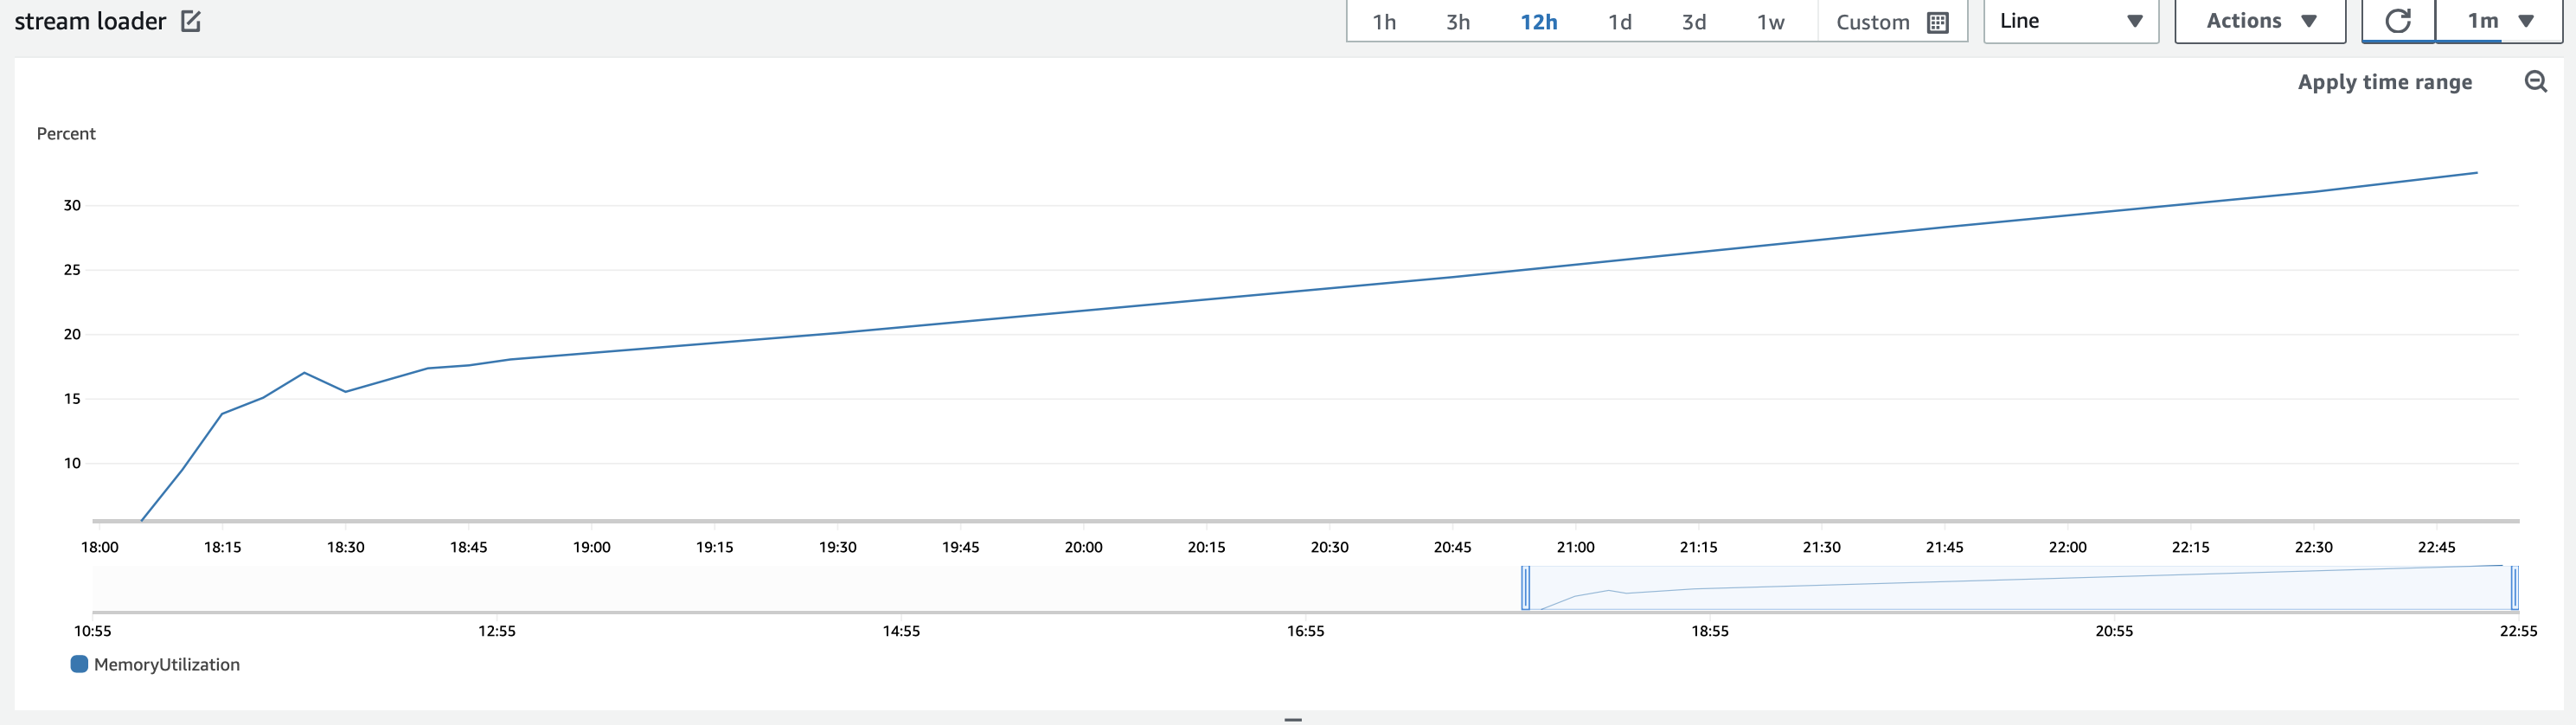 stream loader 1h 3h 12h 1d 3d 1w Custom Line Actions 1m
Apply time range
Percent
30
25
20
15
10
18:00 18:15 18:30 18:45 19:00 19:15 19:30 19:45 20:00 20:15 20:30 20:45 21:00 21:15 21:30 21:45 22:00 22:15 22:30 22:45
10:55 12:55 14:55 16:55 18:55 20:55 22:55
MemoryUtilization